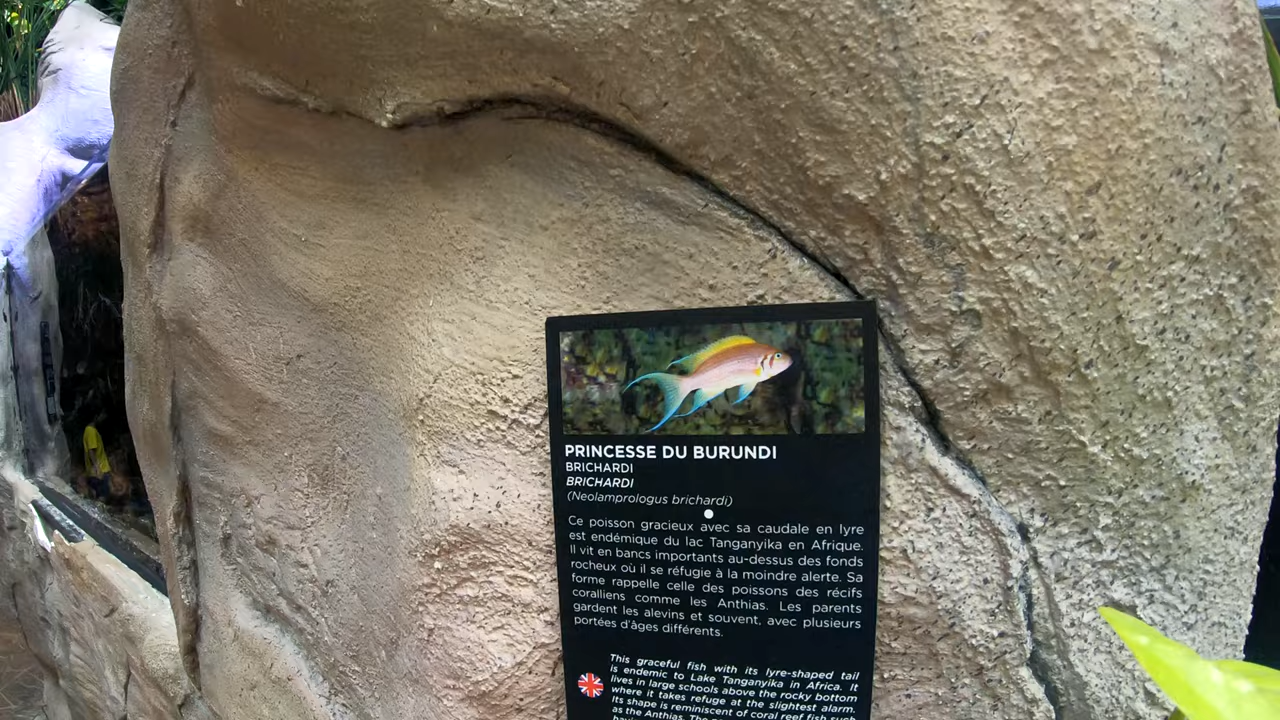 PRINCESSE DU BURUNDI
BRICHARDI
BRICHARDI
(Neolamprologus brichardi)
Ce poisson gracieux avec sa caudale en lyre
est endémique du lac Tanganyika en Afrique.
Il vit en bancs importants au-dessus des fonds
rocheux où il se réfugie à la moindre alerte. Sa
forme rappelle celle des poissons des récifs
coralliens comme les Anthias. Les parents
gardent les alevins et souvent, avec plusieurs
portées d'âges différents.
This graceful fish with its lyre-shaped tail
is endemic to Lake Tanganyika in Africa. It
lives in large schools above the rocky bottom
where it takes refuge at the slightest alarm.
Its shape is reminiscent of coral reef fish such
as the Anthias. The